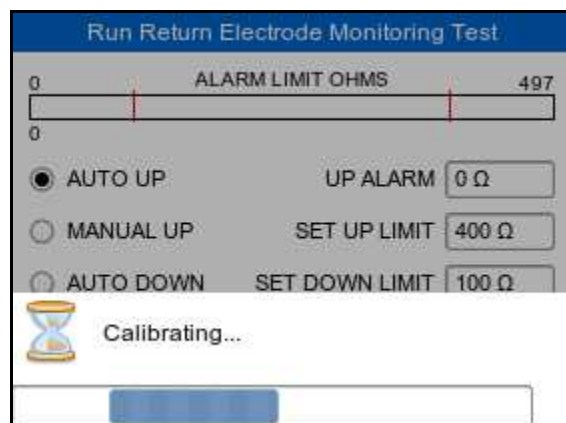 Run Return Electrode Monitoring Test
0 ALARM LIMIT OHMS 497
0
AUTO UP UP ALARM 0 Ω
MANUAL UP SET UP LIMIT 400 Ω
AUTO DOWN SET DOWN LIMIT 100 Ω
Calibrating...